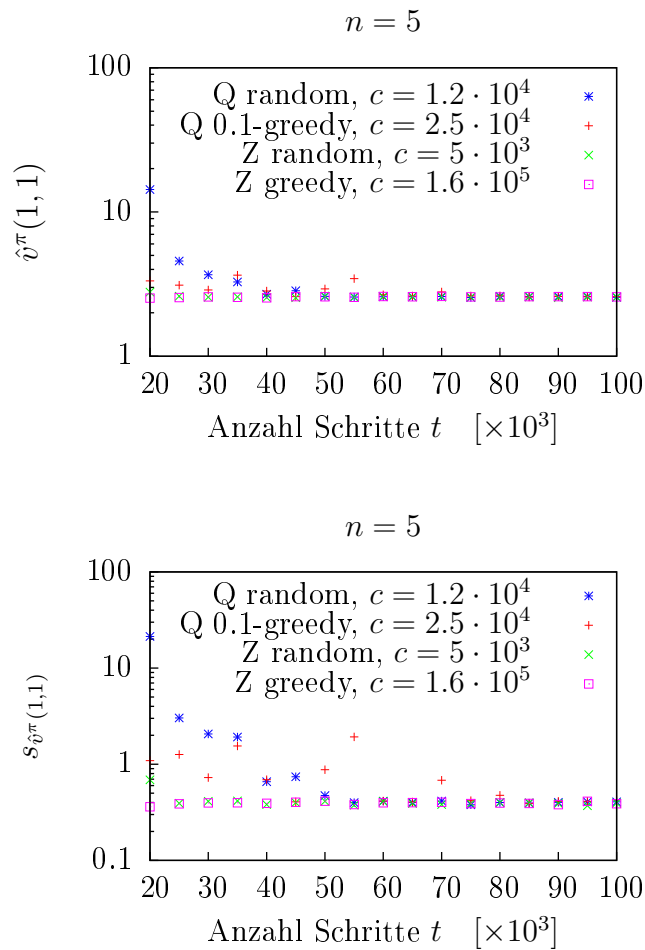 n = 5
100
10
1
v̂^π(1, 1)
Q random, c = 1.2 · 10^4
Q 0.1-greedy, c = 2.5 · 10^4
Z random, c = 5 · 10^3
Z greedy, c = 1.6 · 10^5
20 30 40 50 60 70 80 90 100
Anzahl Schritte t [×10^3]
n = 5
100
10
1
0.1
s_{v̂^π(1,1)}
Q random, c = 1.2 · 10^4
Q 0.1-greedy, c = 2.5 · 10^4
Z random, c = 5 · 10^3
Z greedy, c = 1.6 · 10^5
20 30 40 50 60 70 80 90 100
Anzahl Schritte t [×10^3]